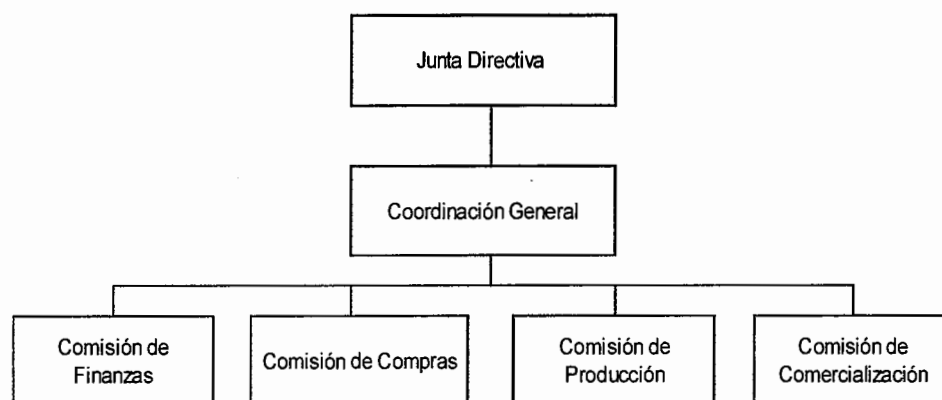 Junta Directiva
Coordinación General
Comisión de
Finanzas
Comisión de Compras
Comisión de
Producción
Comisión de
Comercialización